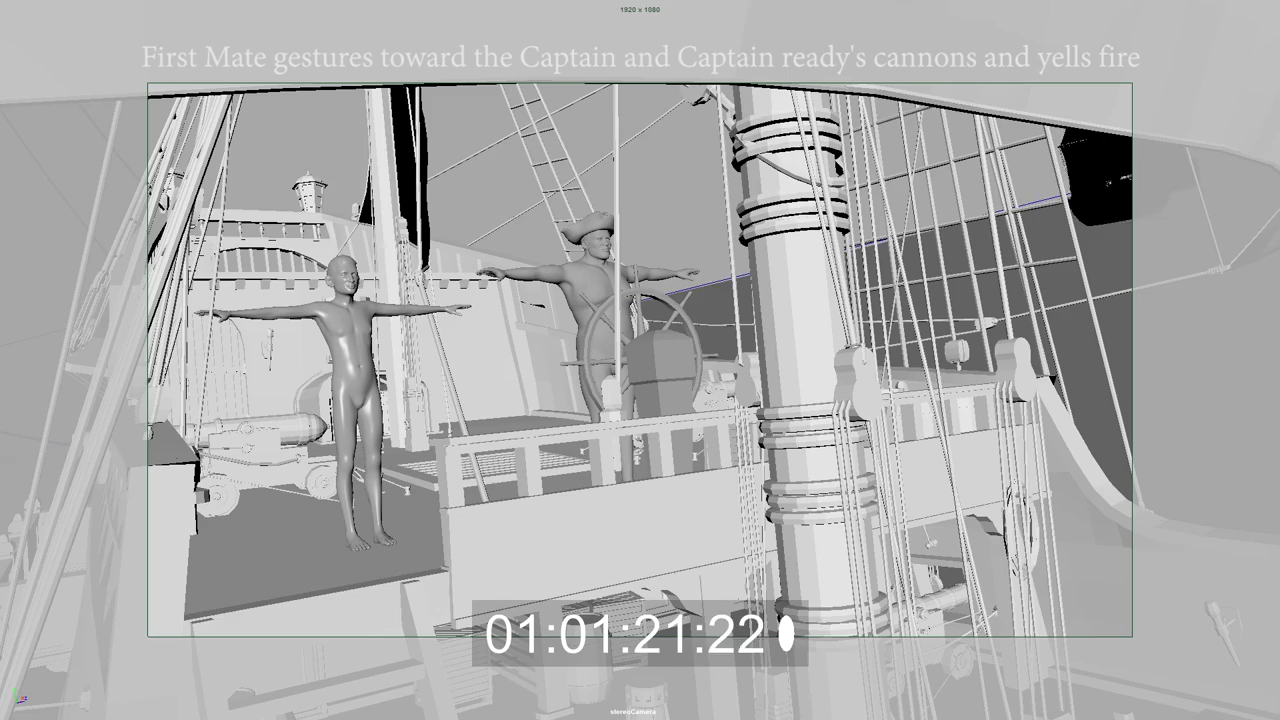 1920 x 1080
First Mate gestures toward the Captain and Captain ready's cannons and yells fire
01:01:21:22
stereoCamera